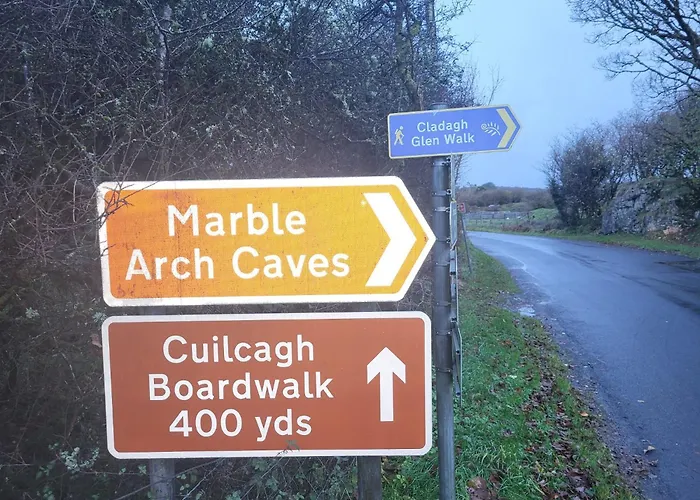 Cladagh
Glen Walk
Marble
Arch Caves
Cuilcagh
Boardwalk
400 yds